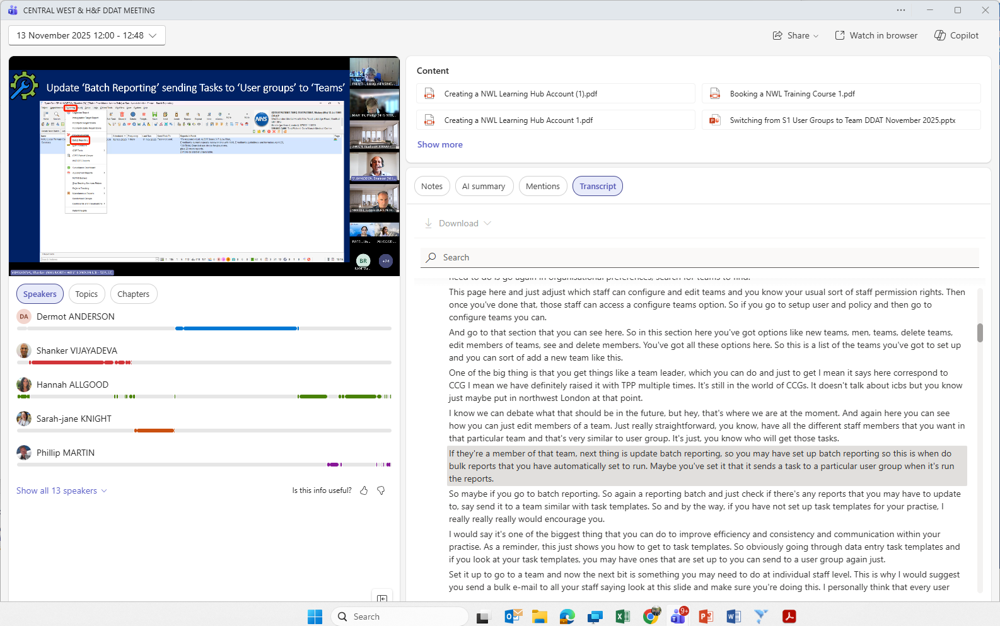 CENTRAL WEST & H&F DDAT MEETING
13 November 2025 12:00 - 12:48
Share
Watch in browser
Copilot
Update 'Batch Reporting' sending Tasks to 'User groups' to 'Teams'
NHS
Batch Reporting
BR
+24
VIJAYADEVA, Shanker (NHS NORTH WEST LONDON ICB - W2U3Z)
Content
Creating a NWL Learning Hub Account (1).pdf
Booking a NWL Training Course 1.pdf
Creating a NWL Learning Hub Account 1.pdf
Switching from S1 User Groups to Team DDAT November 2025.pptx
Show more
Notes
AI summary
Mentions
Transcript
Download
Search
need to do is go again in organisational preferences, search for teams to find.
This page here and just adjust which staff can configure and edit teams and you know your usual sort of staff permission rights. Then
once you've done that, those staff can access a configure teams option. So if you go to setup user and policy and then go to
configure teams you can.
And go to that section that you can see here. So in this section here you've got options like new teams, men, teams, delete teams,
edit members of teams, see and delete members. You've got all these options here. So this is a list of the teams you've got to set up
and you can sort of add a new team like this.
One of the big thing is that you get things like a team leader, which you can do and just to get I mean it says here correspond to
CCG I mean we have definitely raised it with TPP multiple times. It's still in the world of CCGs. It doesn't talk about icbs but you know
just maybe put in northwest London at that point.
I know we can debate what that should be in the future, but hey, that's where we are at the moment. And again here you can see
how you can just edit members of a team. Just really straightforward, you know, have all the different staff members that you want in
that particular team and that's very similar to user group. It's just, you know who will get those tasks.
If they're a member of that team, next thing is update batch reporting, so you may have set up batch reporting so this is when do
bulk reports that you have automatically set to run. Maybe you've set it that it sends a task to a particular user group when it's run
the reports.
So maybe if you go to batch reporting. So again a reporting batch and just check if there's any reports that you may have to update
to, say send it to a team similar with task templates. So and by the way, if you have not set up task templates for your practise, I
really really really would encourage you.
I would say it's one of the biggest thing that you can do to improve efficiency and consistency and communication within your
practise. As a reminder, this just shows you how to get to task templates. So obviously going through data entry task templates and
if you look at your task templates, you may have ones that are set up to you can send to a user group again just.
Set it up to go to a team and now the next bit is something you may need to do at individual staff level. This is why I would suggest
you send a bulk e-mail to all your staff saying look at this slide and make sure you're doing this. I personally think that every user
Speakers
Topics
Chapters
DA
Dermot ANDERSON
Shanker VIJAYADEVA
Hannah ALLGOOD
Sarah-jane KNIGHT
Phillip MARTIN
Show all 13 speakers
Is this info useful?
Search
9+